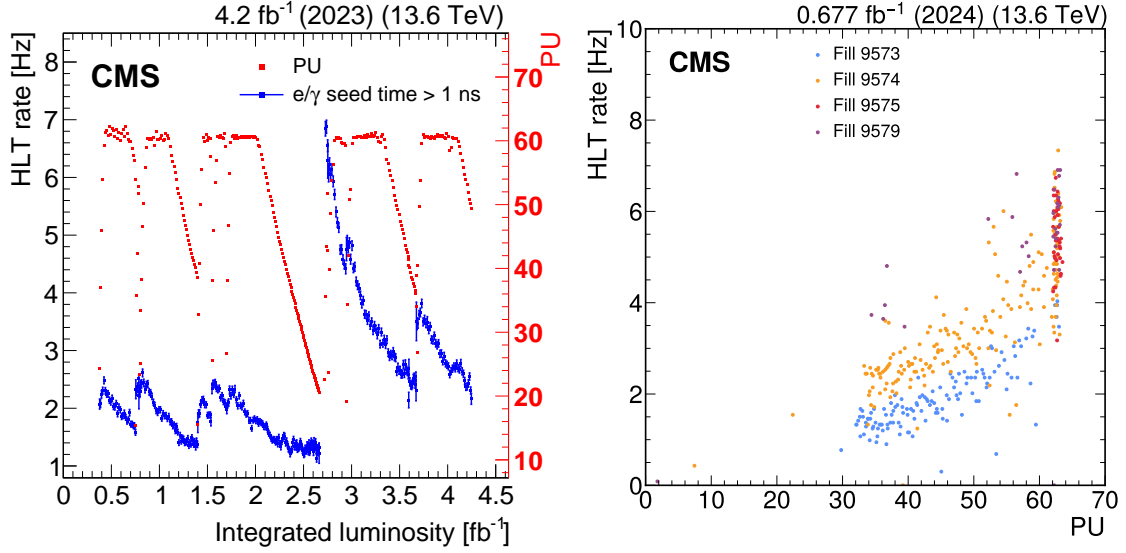 4.2 fb⁻¹ (2023) (13.6 TeV)
CMS
PU
e/γ seed time > 1 ns
HLT rate [Hz]
8
7
6
5
4
3
2
1
PU
70
60
50
40
30
20
10
0 0.5 1 1.5 2 2.5 3 3.5 4 4.5
Integrated luminosity [fb⁻¹]
0.677 fb⁻¹ (2024) (13.6 TeV)
CMS
Fill 9573
Fill 9574
Fill 9575
Fill 9579
HLT rate [Hz]
10
8
6
4
2
0
0 10 20 30 40 50 60 70
PU